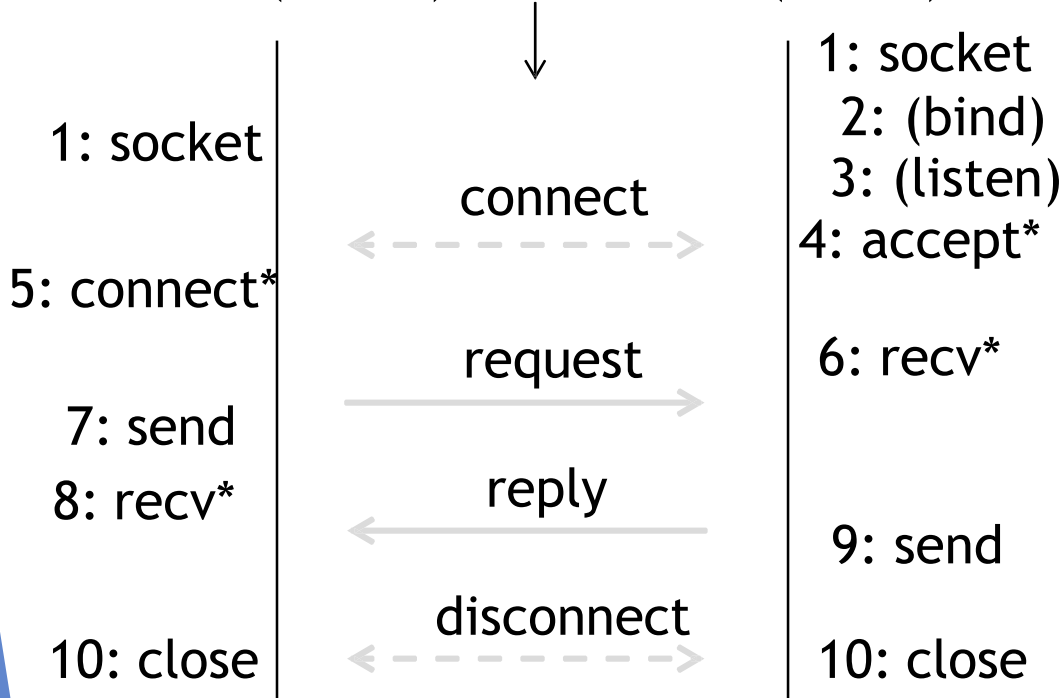 1: socket
2: (bind)
1: socket
3: (listen)
connect
4: accept*
5: connect*
request
6: recv*
7: send
8: recv*
reply
9: send
disconnect
10: close
10: close